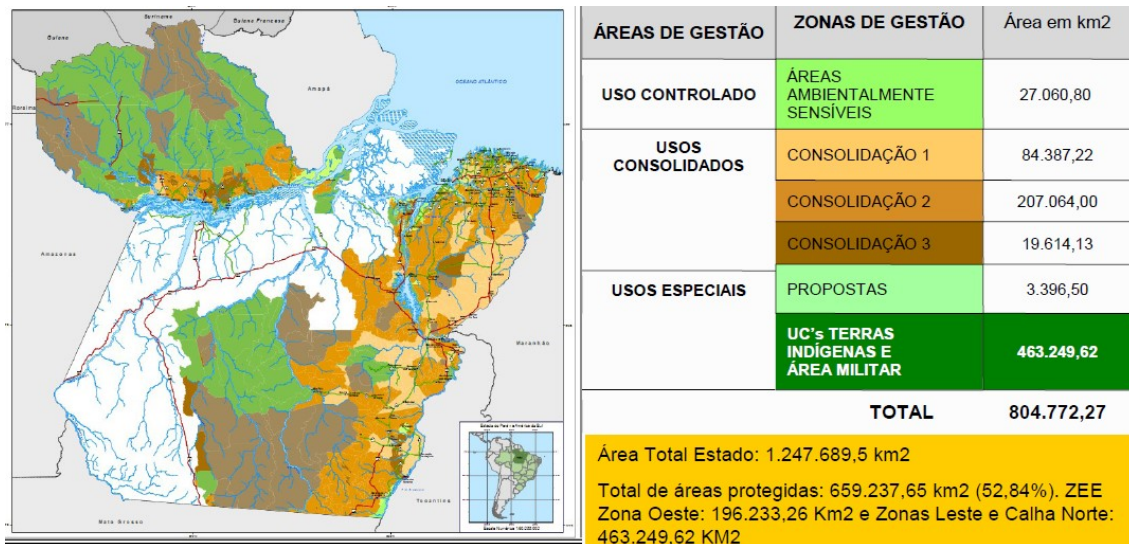 Suriname
Guiana Francesa
Guiana
Roraima
Amapá
OCEANO ATLÂNTICO
Amazonas
Maranhão
Tocantins
Mato Grosso
ÁREAS DE GESTÃO
ZONAS DE GESTÃO
Área em km2
USO CONTROLADO
ÁREAS
AMBIENTALMENTE
SENSÍVEIS
27.060,80
USOS
CONSOLIDADOS
CONSOLIDAÇÃO 1
84.387,22
CONSOLIDAÇÃO 2
207.064,00
CONSOLIDAÇÃO 3
19.614,13
USOS ESPECIAIS
PROPOSTAS
3.396,50
UC's TERRAS
INDÍGENAS E
ÁREA MILITAR
463.249,62
TOTAL
804.772,27
Área Total Estado: 1.247.689,5 km2
Total de áreas protegidas: 659.237,65 km2 (52,84%). ZEE
Zona Oeste: 196.233,26 Km2 e Zonas Leste e Calha Norte:
463.249,62 KM2